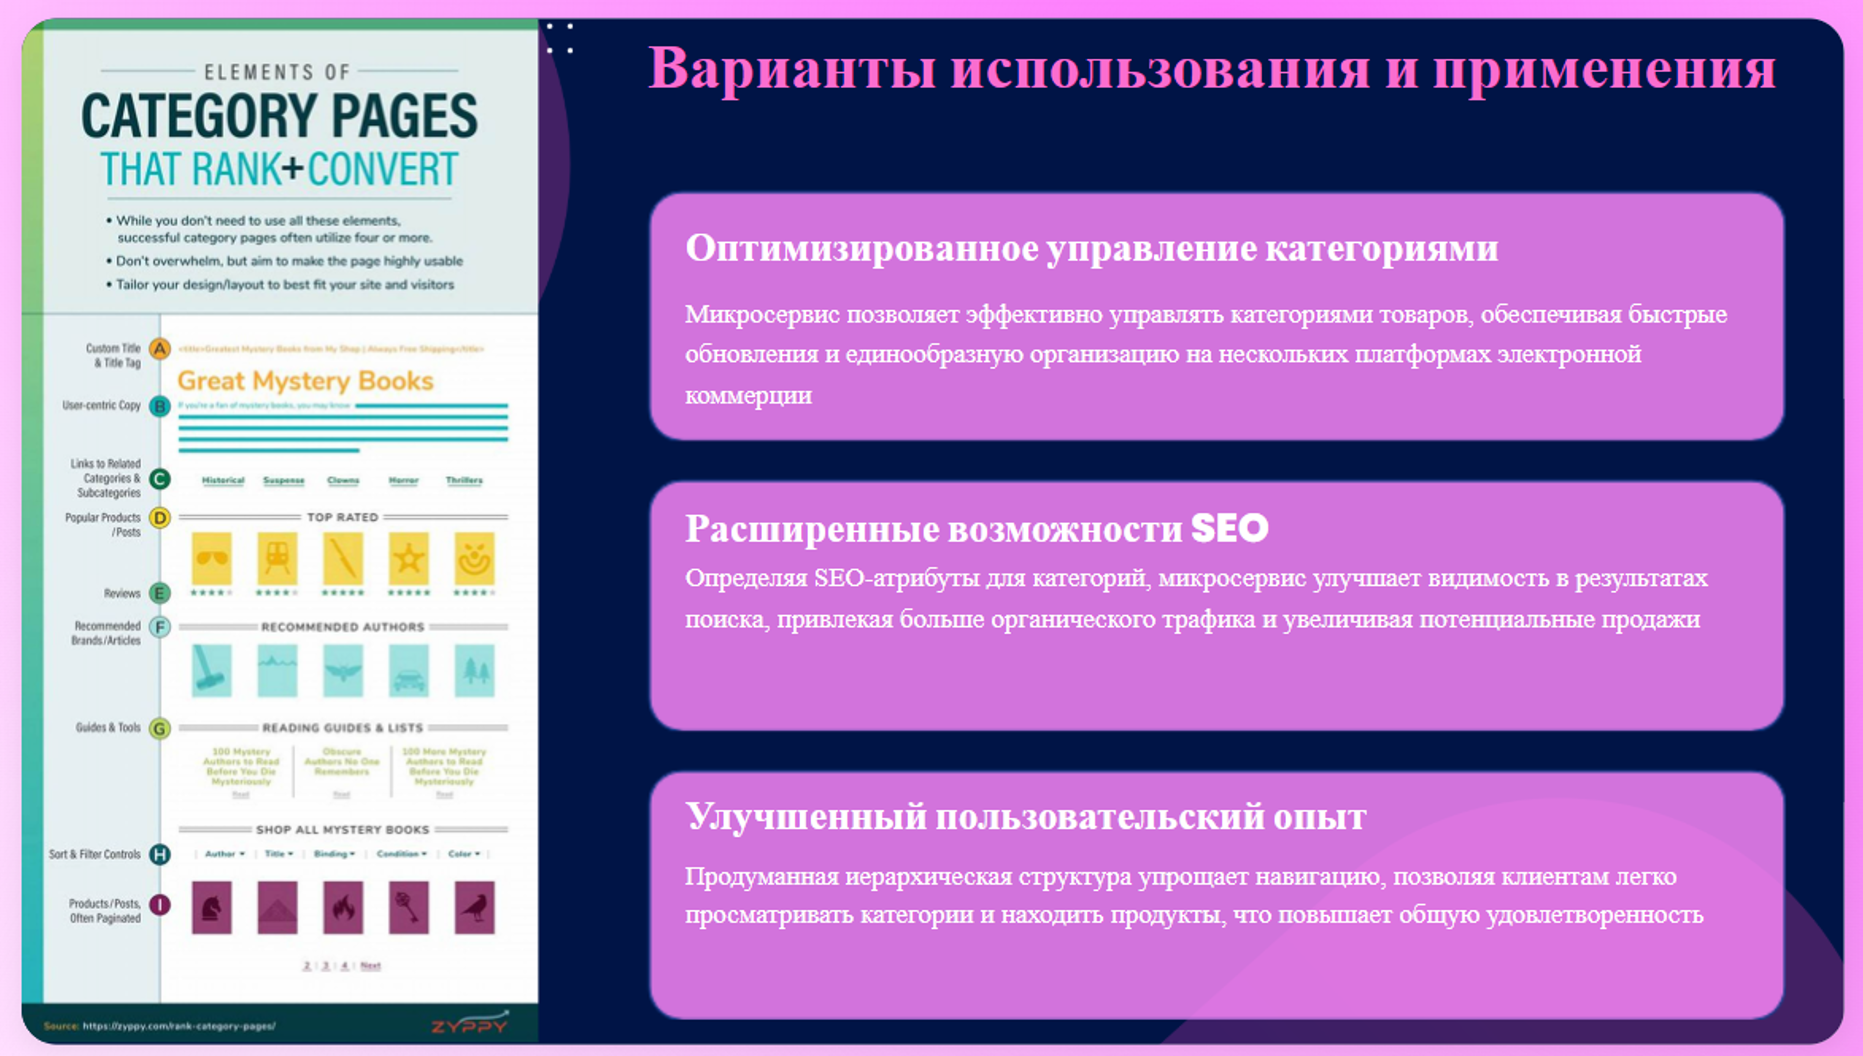 ELEMENTS OF
CATEGORY PAGES
THAT RANK+CONVERT
• While you don't need to use all these elements,
successful category pages often utilize four or more.
• Don't overwhelm, but aim to make the page highly usable
• Tailor your design/layout to best fit your site and visitors
Custom Title
& Title Tag
A
<title>Greatest Mystery Books from My Shop | Always Free Shipping</title>
Great Mystery Books
User-centric Copy
B
If you're a fan of mystery books, you may know
Links to Related
Categories &
Subcategories
C
Historical Suspense Clowns Horror Thrillers
Popular Products
/Posts
D
TOP RATED
Reviews
E
Recommended
Brands/Articles
F
RECOMMENDED AUTHORS
Guides & Tools
G
READING GUIDES & LISTS
100 Mystery
Authors to Read
Before You Die
Mysteriously
Read
Obscure
Authors No One
Remembers
Read
100 More Mystery
Authors to Read
Before You Die
Mysteriously
Read
SHOP ALL MYSTERY BOOKS
Sort & Filter Controls
H
Author Title Binding Condition Color
Products/Posts,
Often Paginated
I
2 | 3 | 4 | Next
Source: https://zyppy.com/rank-category-pages/
ZYPPY
Варианты использования и применения
Оптимизированное управление категориями
Микросервис позволяет эффективно управлять категориями товаров, обеспечивая быстрые
обновления и единообразную организацию на нескольких платформах электронной
коммерции
Расширенные возможности SEO
Определяя SEO-атрибуты для категорий, микросервис улучшает видимость в результатах
поиска, привлекая больше органического трафика и увеличивая потенциальные продажи
Улучшенный пользовательский опыт
Продуманная иерархическая структура упрощает навигацию, позволяя клиентам легко
просматривать категории и находить продукты, что повышает общую удовлетворенность